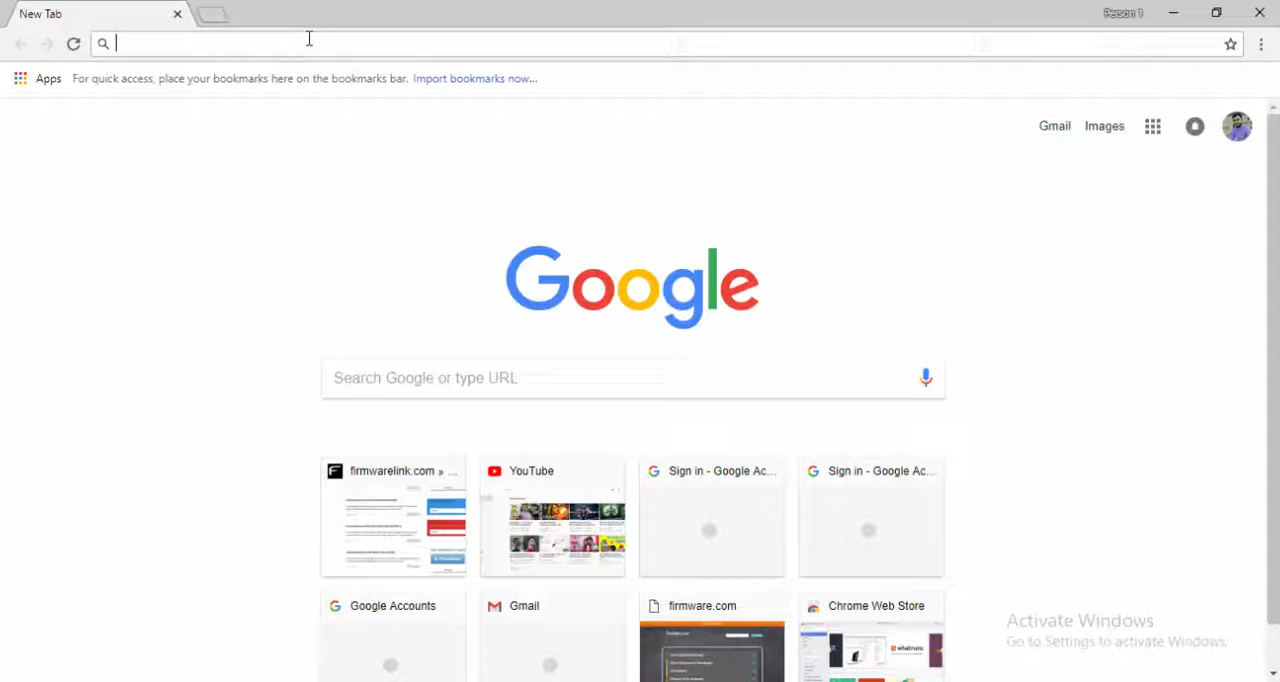 New Tab
Person 1
Apps For quick access, place your bookmarks here on the bookmarks bar. Import bookmarks now...
Gmail Images
Google
Search Google or type URL
firmwarelink.com » ...
YouTube
Sign in - Google Ac...
Sign in - Google Ac...
Google Accounts
Gmail
firmware.com
Chrome Web Store
whatruns
Activate Windows
Go to Settings to activate Windows.